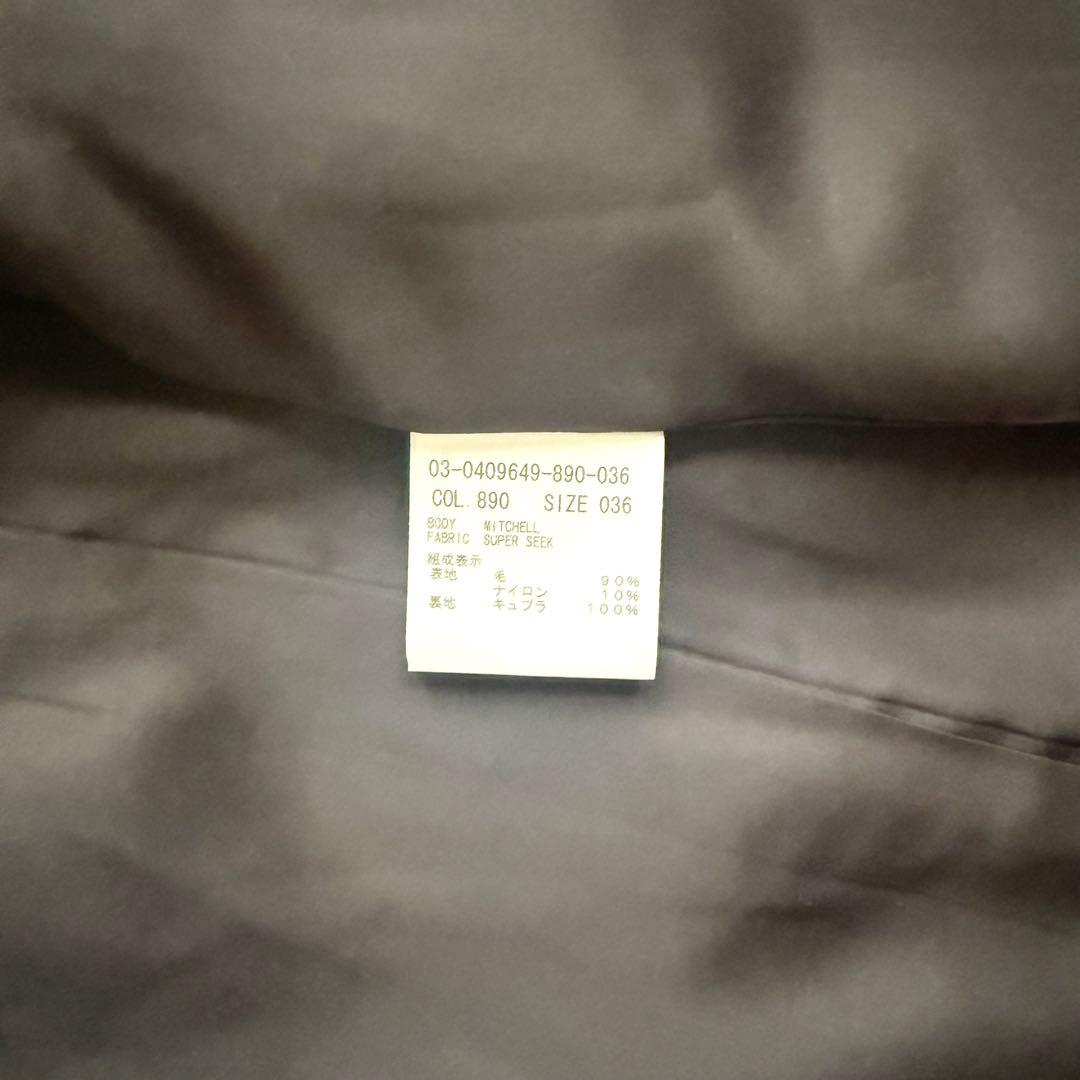 03-0409649-890-036
COL. 890 SIZE 036
BODY MITCHELL
FABRIC SUPER SEEK
組成表示
表地 毛 90%
ナイロン 10%
裏地 キュプラ 100%